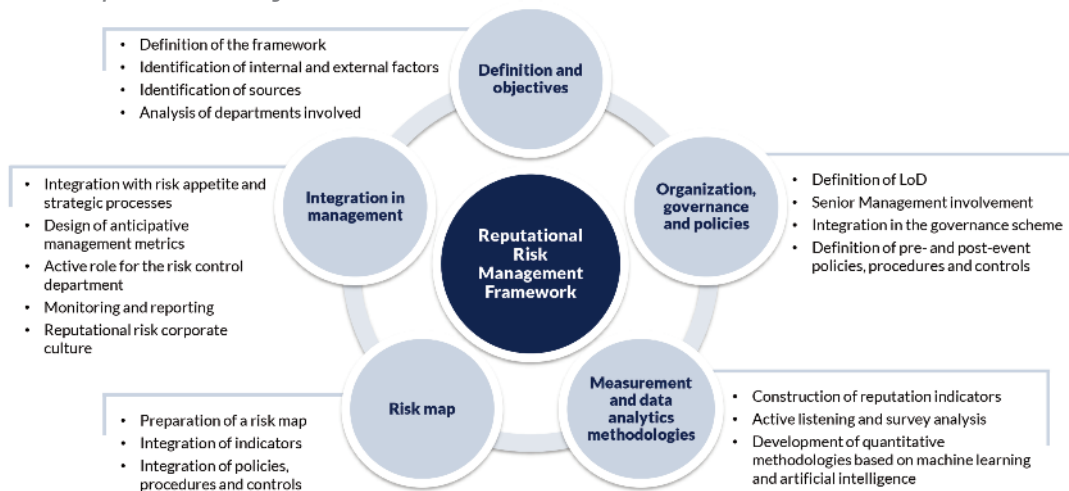 • Definition of the framework
• Identification of internal and external factors
• Identification of sources
• Analysis of departments involved
Definition and
objectives
Organization,
governance
and policies
• Definition of LoD
• Senior Management involvement
• Integration in the governance scheme
• Definition of pre- and post-event
policies, procedures and controls
Measurement
and data
analytics
methodologies
• Construction of reputation indicators
• Active listening and survey analysis
• Development of quantitative
methodologies based on machine learning
and artificial intelligence
Risk map
• Preparation of a risk map
• Integration of indicators
• Integration of policies,
procedures and controls
Integration in
management
• Integration with risk appetite and
strategic processes
• Design of anticipative
management metrics
• Active role for the risk control
department
• Monitoring and reporting
• Reputational risk corporate
culture
Reputational
Risk
Management
Framework